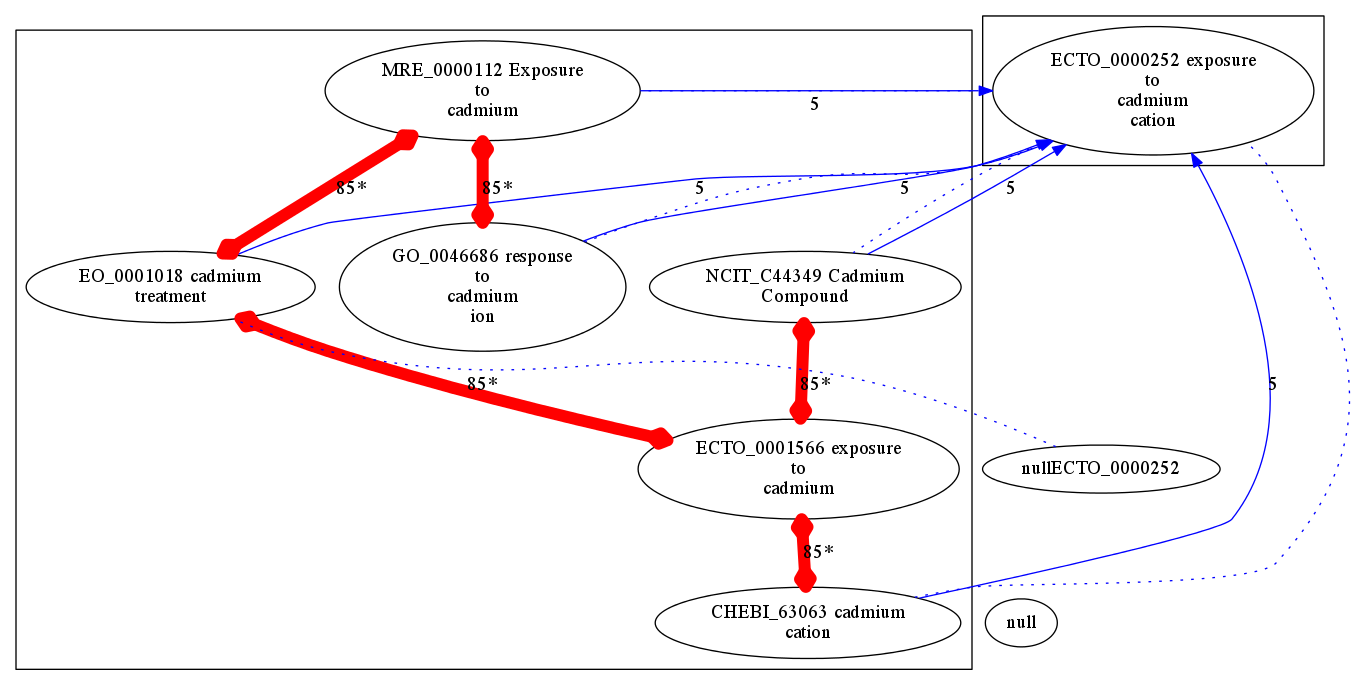 MRE_0000112 Exposure
to
cadmium
ECTO_0000252 exposure
to
cadmium
cation
5
85*
85*
5
5
5
EO_0001018 cadmium
treatment
GO_0046686 response
to
cadmium
ion
NCIT_C44349 Cadmium
Compound
85*
85*
5
ECTO_0001566 exposure
to
cadmium
nullECTO_0000252
85*
CHEBI_63063 cadmium
cation
null